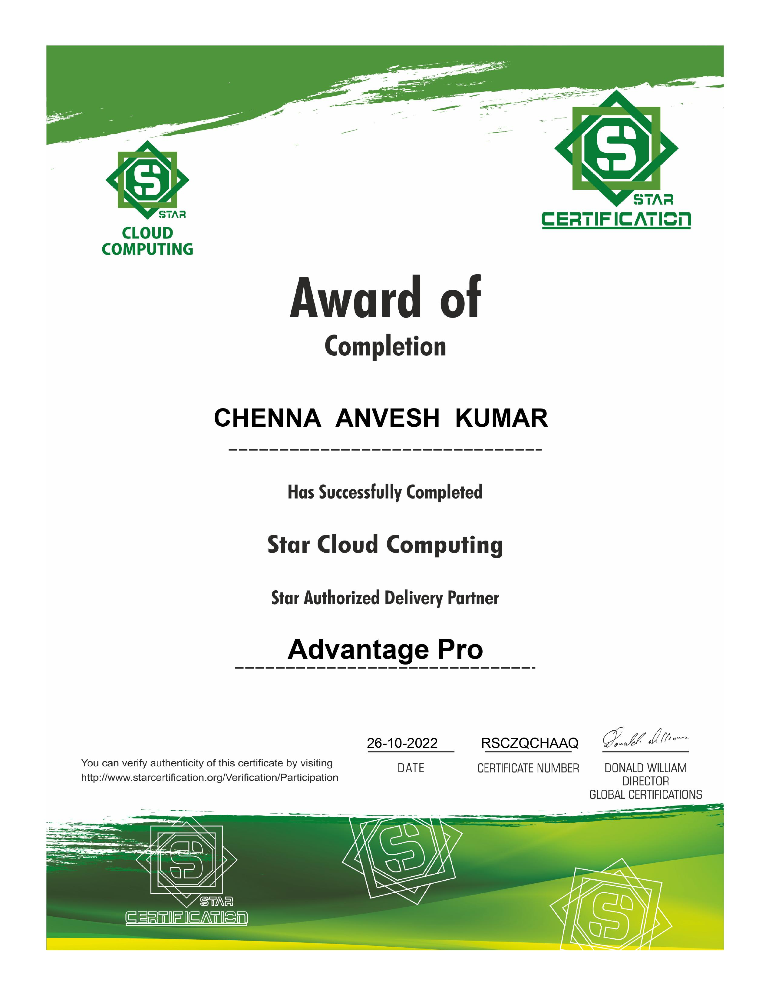 STAR
CLOUD
COMPUTING
STAR
CERTIFICATION
Award of
Completion
CHENNA ANVESH KUMAR
Has Successfully Completed
Star Cloud Computing
Star Authorized Delivery Partner
Advantage Pro
You can verify authenticity of this certificate by visiting
http://www.starcertification.org/Verification/Participation
26-10-2022
DATE
RSCZQCHAAQ
CERTIFICATE NUMBER
Donald Williams
DONALD WILLIAM
DIRECTOR
GLOBAL CERTIFICATIONS
STAR
CERTIFICATION